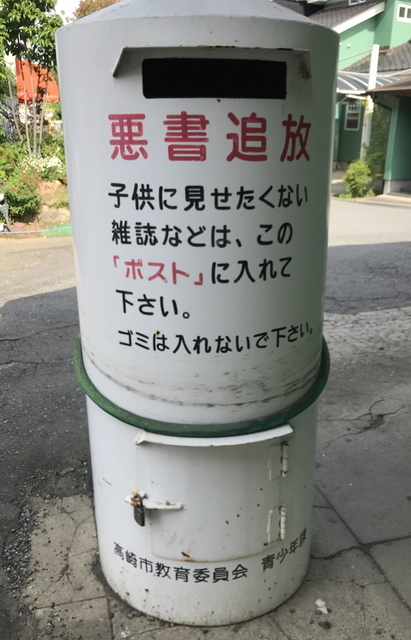 悪書追放
子供に見せたくない
雑誌などは、この
「ポスト」に入れて
下さい。
ゴミは入れないで下さい。
高崎市教育委員会 青少年課